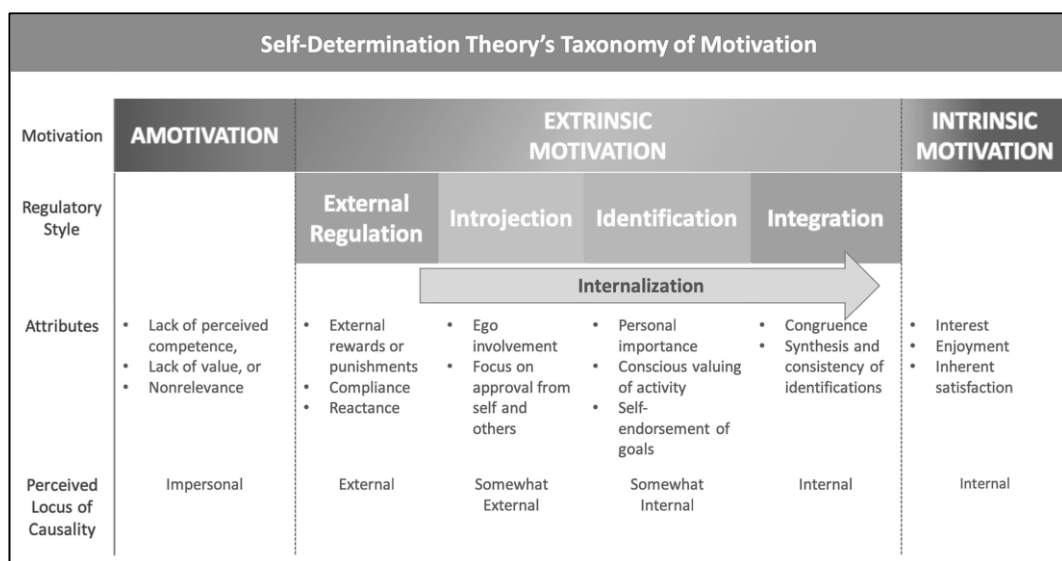 Self-Determination Theory's Taxonomy of Motivation
Motivation
AMOTIVATION
EXTRINSIC
MOTIVATION
INTRINSIC
MOTIVATION
Regulatory
Style
External
Regulation
Introjection
Identification
Integration
Internalization
Attributes
• Lack of perceived
competence,
• Lack of value, or
• Nonrelevance
• External
rewards or
punishments
• Compliance
• Reactance
• Ego
involvement
• Focus on
approval from
self and
others
• Personal
importance
• Conscious valuing
of activity
• Self-
endorsement of
goals
• Congruence
• Synthesis and
consistency of
identifications
• Interest
• Enjoyment
• Inherent
satisfaction
Perceived
Locus of
Causality
Impersonal
External
Somewhat
External
Somewhat
Internal
Internal
Internal